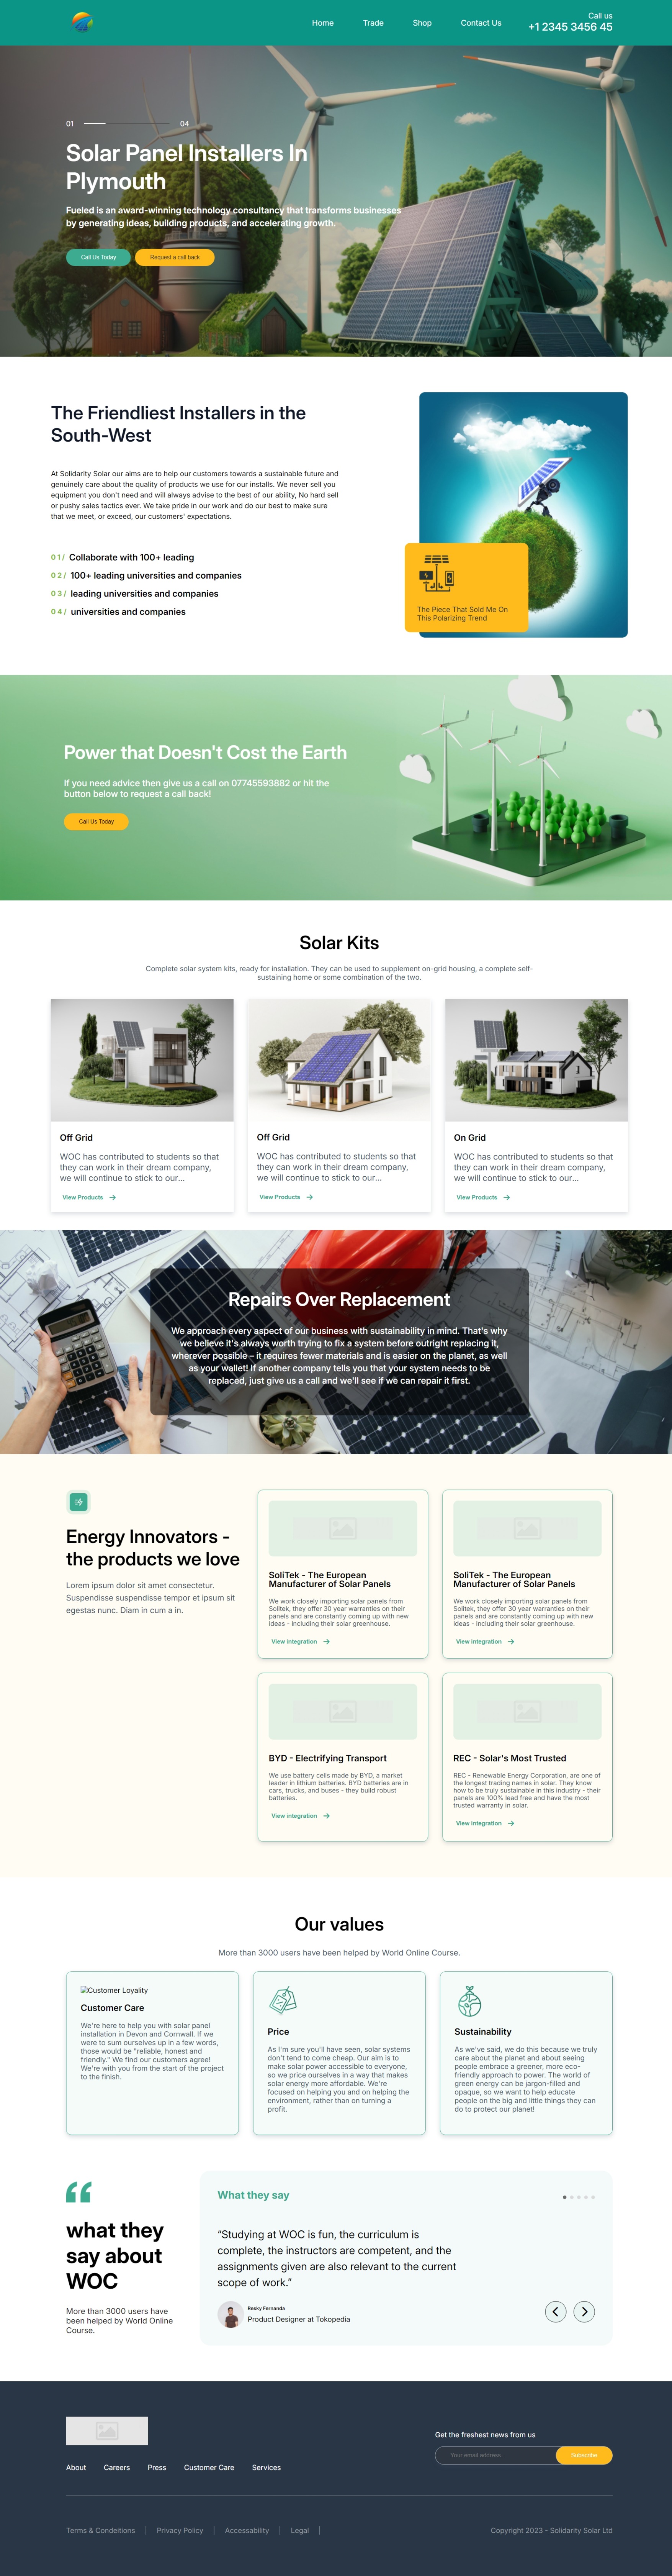 Home Trade Shop Contact Us Call us
+1 2345 3456 45
01 04
Solar Panel Installers In
Plymouth
Fueled is an award-winning technology consultancy that transforms businesses
by generating ideas, building products, and accelerating growth.
Call Us Today Request a call back
The Friendliest Installers in the
South-West
At Solidarity Solar our aims are to help our customers towards a sustainable future and
genuinely care about the quality of products we use for our installs. We never sell you
equipment you don't need and will always advise to the best of our ability, No hard sell
or pushy sales tactics ever. We take pride in our work and do our best to make sure
that we meet, or exceed, our customers' expectations.
01/ Collaborate with 100+ leading
02/ 100+ leading universities and companies
03/ leading universities and companies
04/ universities and companies
The Piece That Sold Me On
This Polarizing Trend
Power that Doesn't Cost the Earth
If you need advice then give us a call on 07745593882 or hit the
button below to request a call back!
Call Us Today
Solar Kits
Complete solar system kits, ready for installation. They can be used to supplement on-grid housing, a complete self-
sustaining home or some combination of the two.
Off Grid
WOC has contributed to students so that
they can work in their dream company,
we will continue to stick to our...
View Products
Off Grid
WOC has contributed to students so that
they can work in their dream company,
we will continue to stick to our...
View Products
On Grid
WOC has contributed to students so that
they can work in their dream company,
we will continue to stick to our...
View Products
Repairs Over Replacement
We approach every aspect of our business with sustainability in mind. That's why
we believe it's always worth trying to fix a system before outright replacing it,
wherever possible – it requires fewer materials and is easier on the planet, as well
as your wallet! If another company tells you that your system needs to be
replaced, just give us a call and we'll see if we can repair it first.
Energy Innovators -
the products we love
Lorem ipsum dolor sit amet consectetur.
Suspendisse suspendisse tempor et ipsum sit
egestas nunc. Diam in cum a in.
SoliTek - The European
Manufacturer of Solar Panels
We work closely importing solar panels from
Solitek, they offer 30 year warranties on their
panels and are constantly coming up with new
ideas - including their solar greenhouse.
View integration
SoliTek - The European
Manufacturer of Solar Panels
We work closely importing solar panels from
Solitek, they offer 30 year warranties on their
panels and are constantly coming up with new
ideas - including their solar greenhouse.
View integration
BYD - Electrifying Transport
We use battery cells made by BYD, a market
leader in lithium batteries. BYD batteries are in
cars, trucks, and buses - they build robust
batteries.
View integration
REC - Solar's Most Trusted
REC - Renewable Energy Corporation, are one of
the longest trading names in solar. They know
how to be truly sustainable in this industry - their
panels are 100% lead free and have the most
trusted warranty in solar.
View integration
Our values
More than 3000 users have been helped by World Online Course.
Customer Loyality
Customer Care
We're here to help you with solar panel
installation in Devon and Cornwall. If we
were to sum ourselves up in a few words,
those would be "reliable, honest and
friendly." We find our customers agree!
We're with you from the start of the project
to the finish.
Price
As I'm sure you'll have seen, solar systems
don't tend to come cheap. Our aim is to
make solar power accessible to everyone,
so we price ourselves in a way that makes
solar energy more affordable. We're
focused on helping you and on helping the
environment, rather than on turning a
profit.
Sustainability
As we've said, we do this because we truly
care about the planet and about seeing
people embrace a greener, more eco-
friendly approach to power. The world of
green energy can be jargon-filled and
opaque, so we want to help educate
people on the big and little things they can
do to protect our planet!
what they
say about
WOC
More than 3000 users have
been helped by World Online
Course.
What they say
“Studying at WOC is fun, the curriculum is
complete, the instructors are competent, and the
assignments given are also relevant to the current
scope of work.”
Resky Fernanda
Product Designer at Tokopedia
Get the freshest news from us
Your email address
Subscribe
About Careers Press Customer Care Services
Terms & Condeitions | Privacy Policy | Accessability | Legal |
Copyright 2023 - Solidarity Solar Ltd